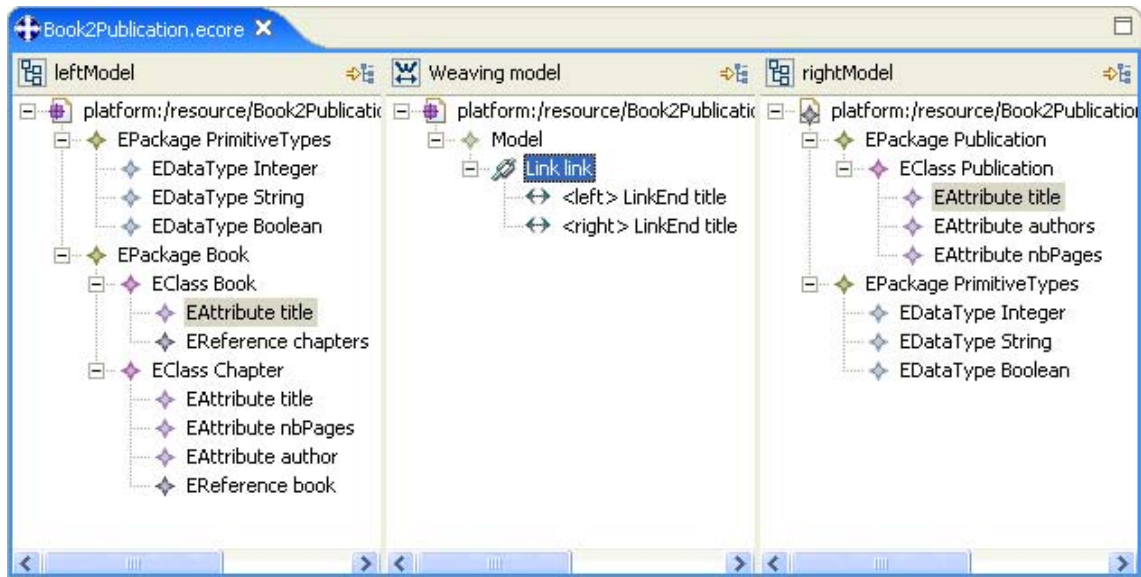 Book2Publication.ecore
leftModel
platform:/resource/Book2Publicatic
EPackage PrimitiveTypes
EDataType Integer
EDataType String
EDataType Boolean
EPackage Book
EClass Book
EAttribute title
EReference chapters
EClass Chapter
EAttribute title
EAttribute nbPages
EAttribute author
EReference book
Weaving model
platform:/resource/Book2Publicatic
Model
Link link
<left> LinkEnd title
<right> LinkEnd title
rightModel
platform:/resource/Book2Publication
EPackage Publication
EClass Publication
EAttribute title
EAttribute authors
EAttribute nbPages
EPackage PrimitiveTypes
EDataType Integer
EDataType String
EDataType Boolean